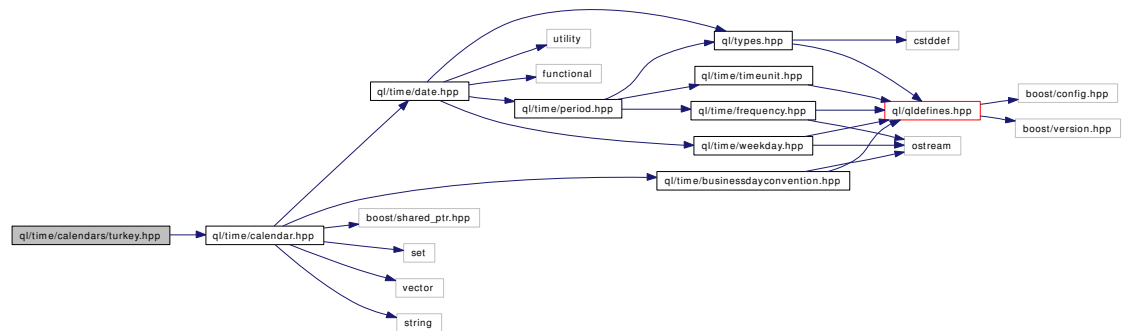 utility
ql/types.hpp
cstddef
functional
ql/time/timeunit.hpp
ql/time/date.hpp
boost/config.hpp
ql/time/period.hpp
ql/time/frequency.hpp
ql/qldefines.hpp
boost/version.hpp
ql/time/weekday.hpp
ostream
ql/time/businessdayconvention.hpp
boost/shared_ptr.hpp
ql/time/calendars/turkey.hpp
ql/time/calendar.hpp
set
vector
string